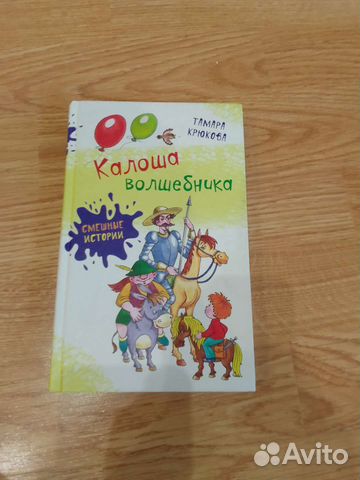 ТАМАРА
КРЮКОВА
Калоша
волшебника
СМЕШНЫЕ
ИСТОРИИ
Avito